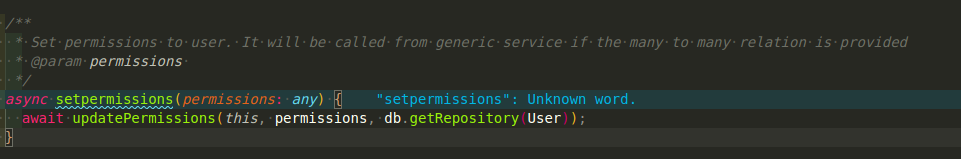 /**
* Set permissions to user. It will be called from generic service if the many to many relation is provided
* @param permissions
*/
async setpermissions(permissions: any) { "setpermissions": Unknown word.
await updatePermissions(this, permissions, db.getRepository(User));
}